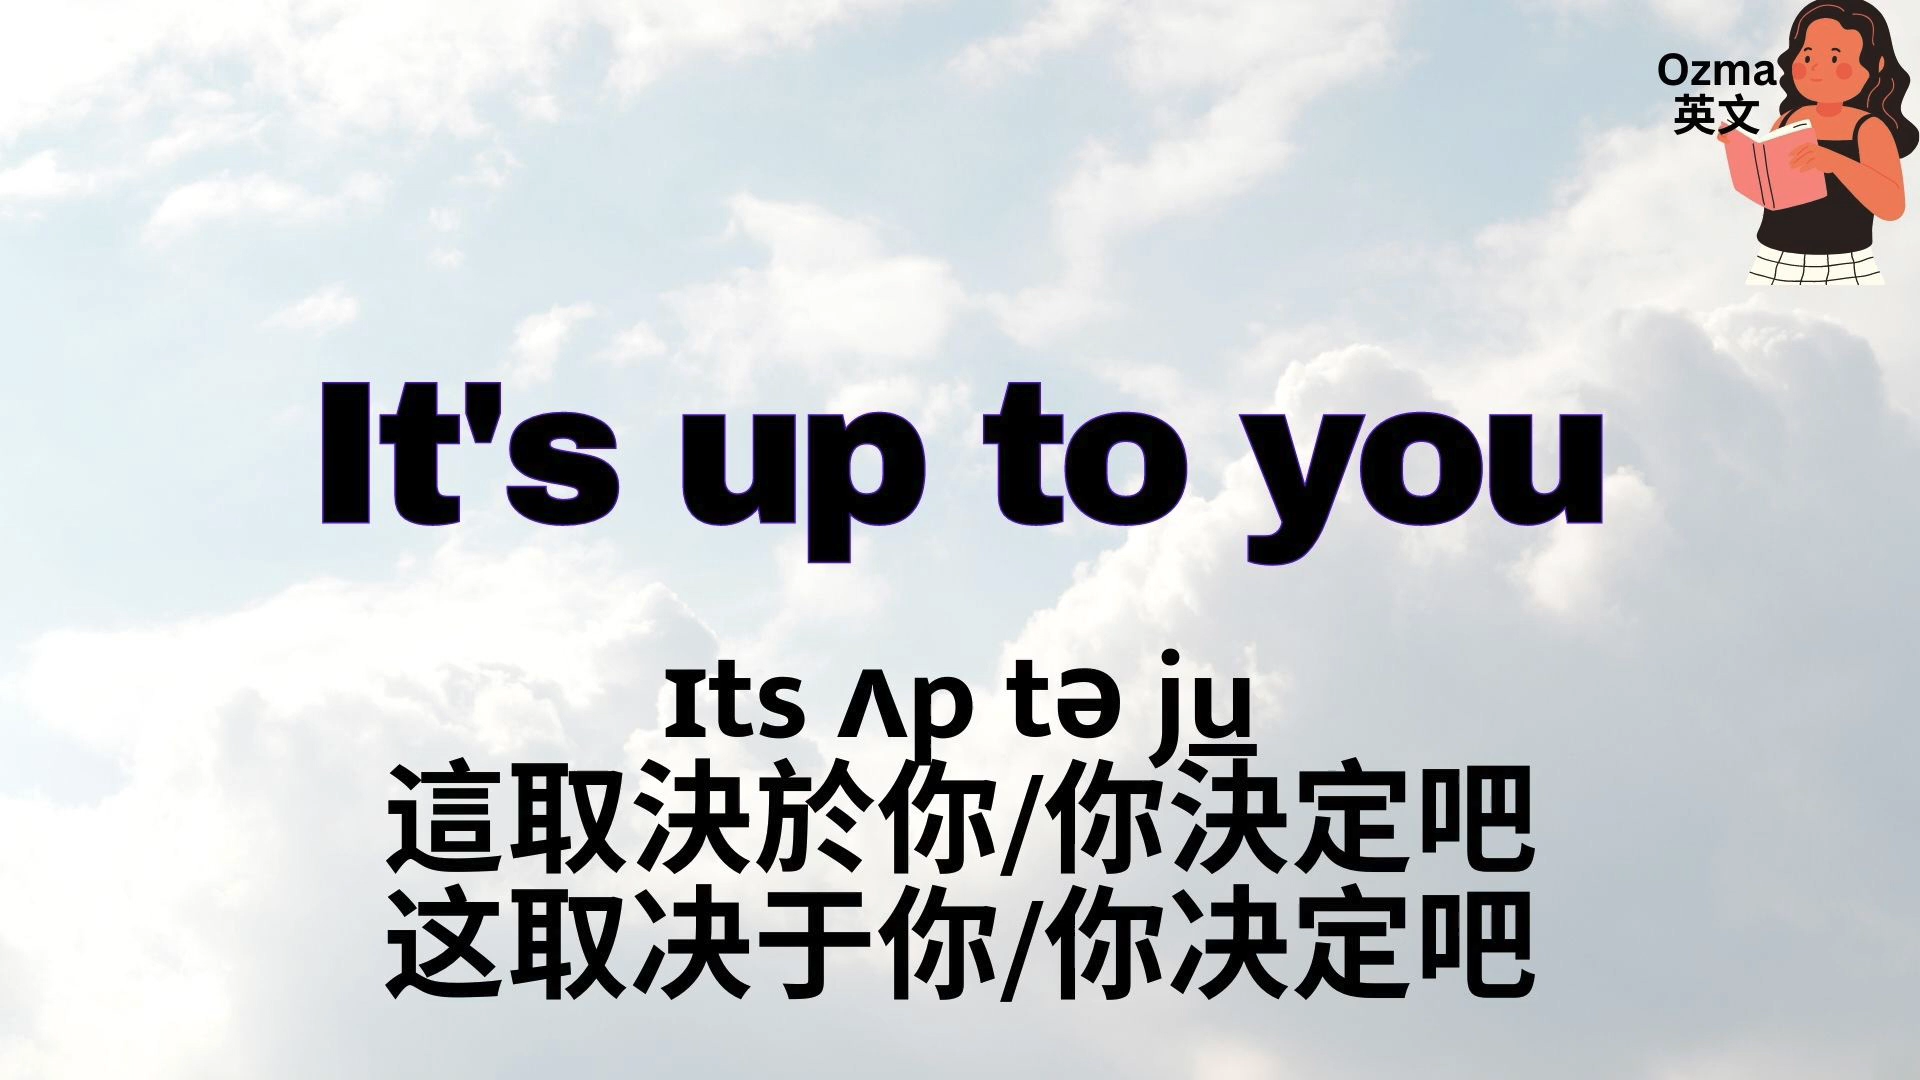 Ozma
英文
It's up to you
ɪts ʌp tə ju̲
這取決於你/你決定吧
这取决于你/你决定吧